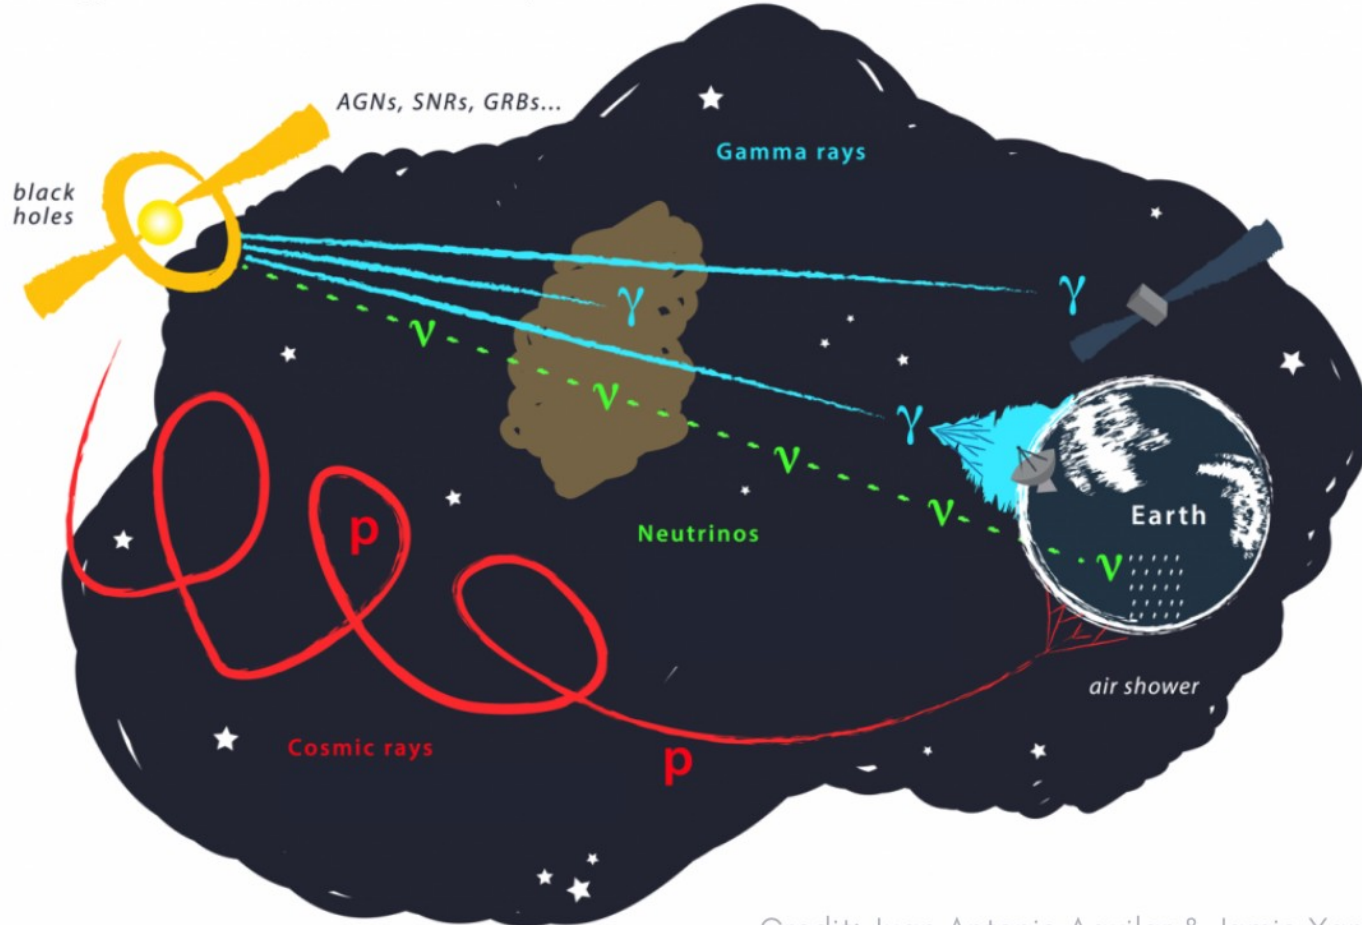 AGNs, SNRs, GRBs...
Gamma rays
black
holes
γ
γ
ν
ν
γ
ν
ν
p
Earth
Neutrinos
ν
air shower
Cosmic rays
p